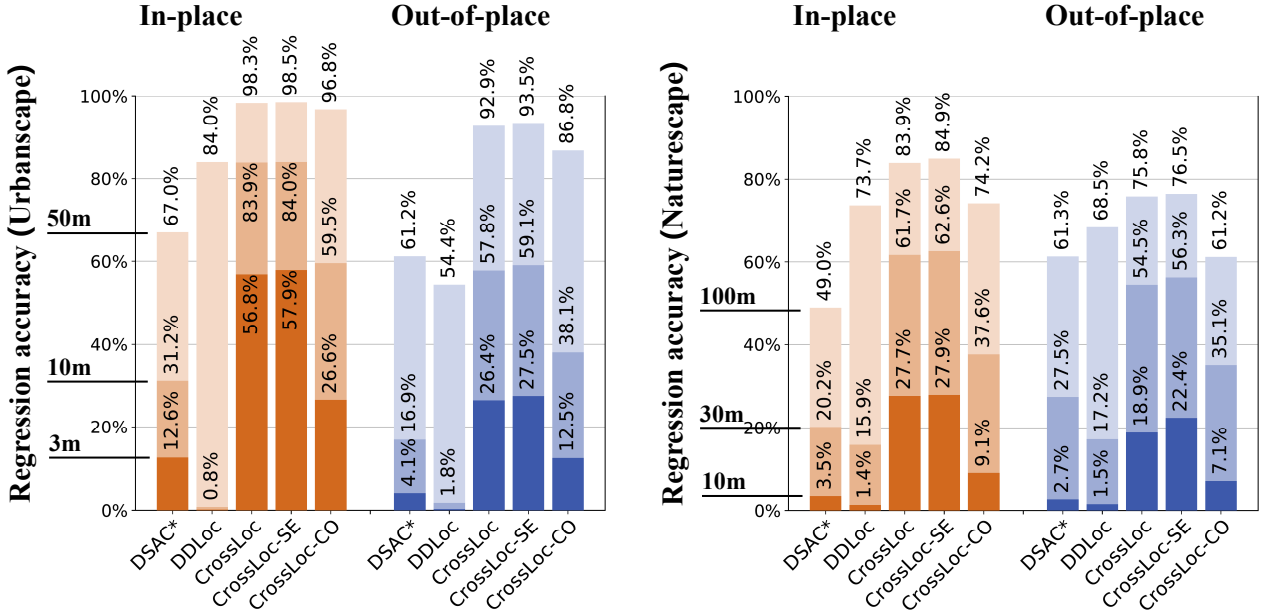 In-place
Out-of-place
Regression accuracy (Urbanscape)
100%
80%
60%
40%
20%
0%
50m
10m
3m
67.0%
31.2%
12.6%
84.0%
0.8%
98.3%
83.9%
56.8%
98.5%
84.0%
57.9%
96.8%
59.5%
26.6%
61.2%
16.9%
4.1%
54.4%
1.8%
92.9%
57.8%
26.4%
93.5%
59.1%
27.5%
86.8%
38.1%
12.5%
DSAC*
DDLoc
CrossLoc
CrossLoc-SE
CrossLoc-CO
DSAC*
DDLoc
CrossLoc
CrossLoc-SE
CrossLoc-CO
In-place
Out-of-place
Regression accuracy (Naturescape)
100%
80%
60%
40%
20%
0%
100m
30m
10m
49.0%
20.2%
3.5%
73.7%
15.9%
1.4%
83.9%
61.7%
27.7%
84.9%
62.6%
27.9%
74.2%
37.6%
9.1%
61.3%
27.5%
2.7%
68.5%
17.2%
1.5%
75.8%
54.5%
18.9%
76.5%
56.3%
22.4%
61.2%
35.1%
7.1%
DSAC*
DDLoc
CrossLoc
CrossLoc-SE
CrossLoc-CO
DSAC*
DDLoc
CrossLoc
CrossLoc-SE
CrossLoc-CO